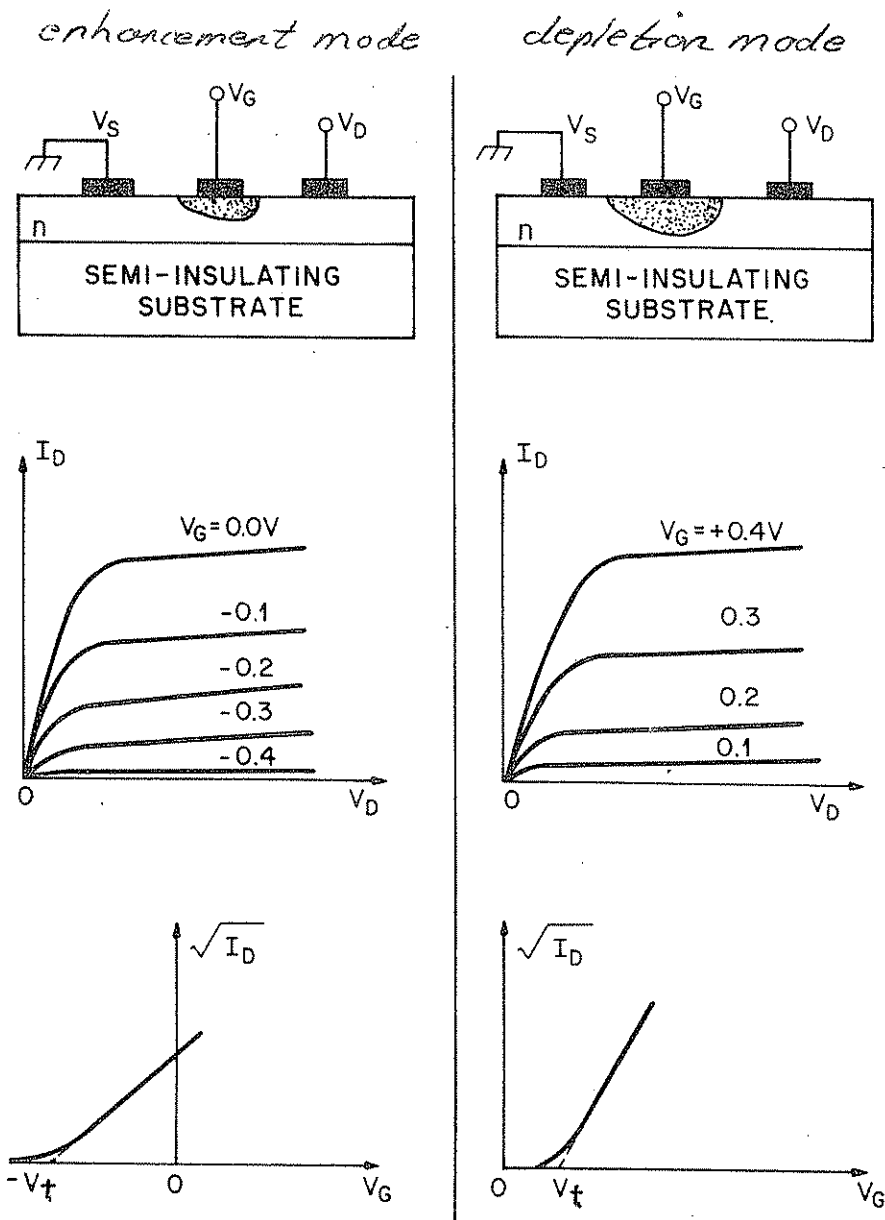 enhancement mode
depletion mode
V_G
V_S
V_D
n
SEMI-INSULATING
SUBSTRATE
V_G
V_S
V_D
n
SEMI-INSULATING
SUBSTRATE.
I_D
V_G = 0.0V
-0.1
-0.2
-0.3
-0.4
0
V_D
I_D
V_G = +0.4V
0.3
0.2
0.1
0
V_D
√I_D
-V_t
0
V_G
√I_D
0
V_t
V_G